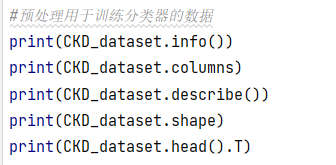 #预处理用于训练分类器的数据
print(CKD_dataset.info())
print(CKD_dataset.columns)
print(CKD_dataset.describe())
print(CKD_dataset.shape)
print(CKD_dataset.head().T)